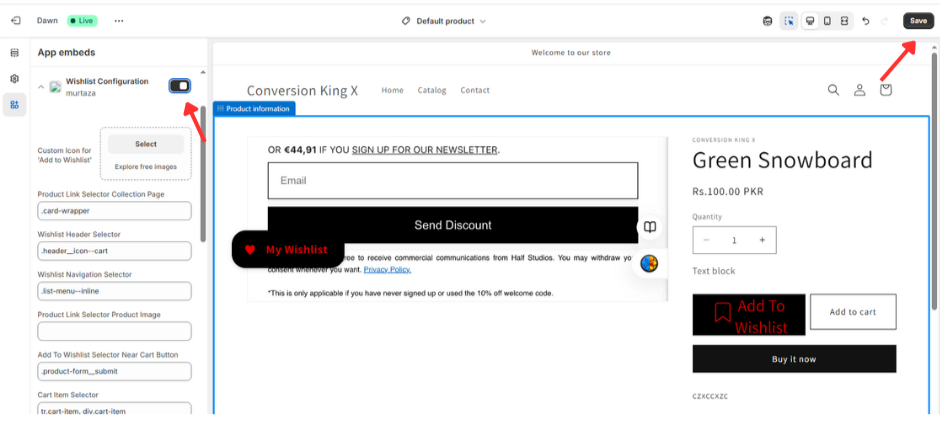 Dawn
Live
Default product
Save
App embeds
Wishlist Configuration
murtaza
Custom Icon for
'Add to Wishlist'
Select
Explore free images
Product Link Selector Collection Page
.card-wrapper
Wishlist Header Selector
.header__icon--cart
Wishlist Navigation Selector
.list-menu--inline
Product Link Selector Product Image
Add To Wishlist Selector Near Cart Button
.product-form__submit
Cart Item Selector
tr.cart-item, div.cart-item
Welcome to our store
Conversion King X
Home
Catalog
Contact
Product information
OR €44,91 IF YOU SIGN UP FOR OUR NEWSLETTER.
Email
Send Discount
My Wishlist
to receive commercial communications from Half Studios. You may withdraw
consent whenever you want. Privacy Policy.
*This is only applicable if you have never signed up or used the 10% off welcome code.
CONVERSION KING X
Green Snowboard
Rs.100.00 PKR
Quantity
− 1 +
Text block
Add To
Wishlist
Add to cart
Buy it now
czxccxzc